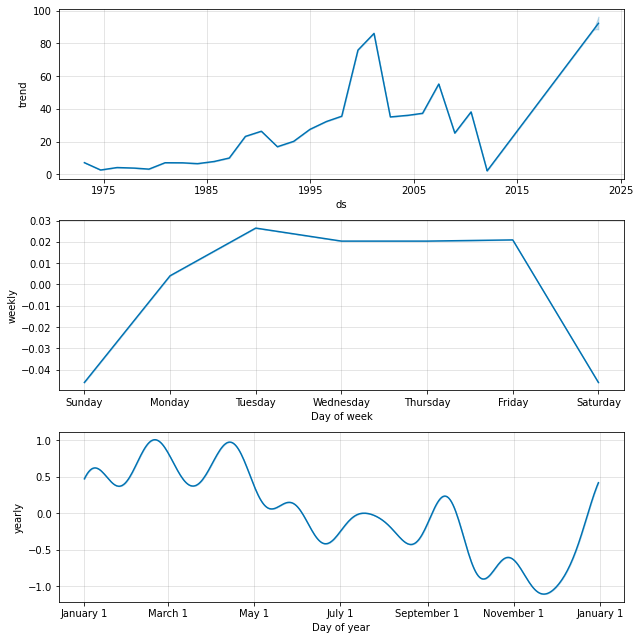 100
80
60
40
20
0
trend
1975 1985 1995 2005 2015 2025
ds
0.03
0.02
0.01
0.00
−0.01
−0.02
−0.03
−0.04
weekly
Sunday Monday Tuesday Wednesday Thursday Friday Saturday
Day of week
1.0
0.5
0.0
−0.5
−1.0
yearly
January 1 March 1 May 1 July 1 September 1 November 1 January 1
Day of year